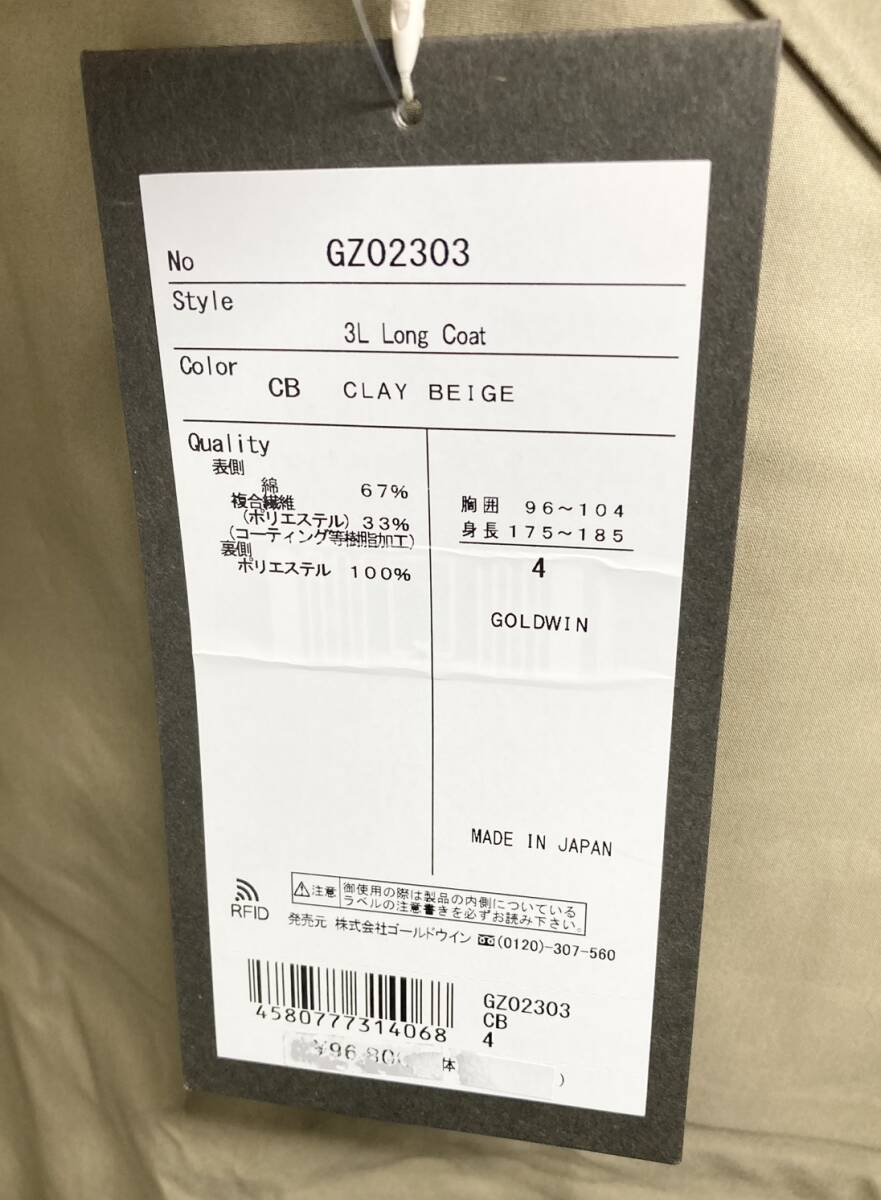 No GZ02303
Style
3L Long Coat
Color
CB CLAY BEIGE
Quality
表側
綿 67%
複合繊維
(ポリエステル) 33%
(コーティング等樹脂加工)
裏側
ポリエステル 100%
胸囲 96～104
身長 175～185
4
GOLDWIN
MADE IN JAPAN
RFID
注意
御使用の際は製品の内側についている
ラベルの注意書きを必ずお読み下さい。
発売元 株式会社ゴールドウイン (0120)-307-560
4580777314068
GZ02303
CB
4
体 )